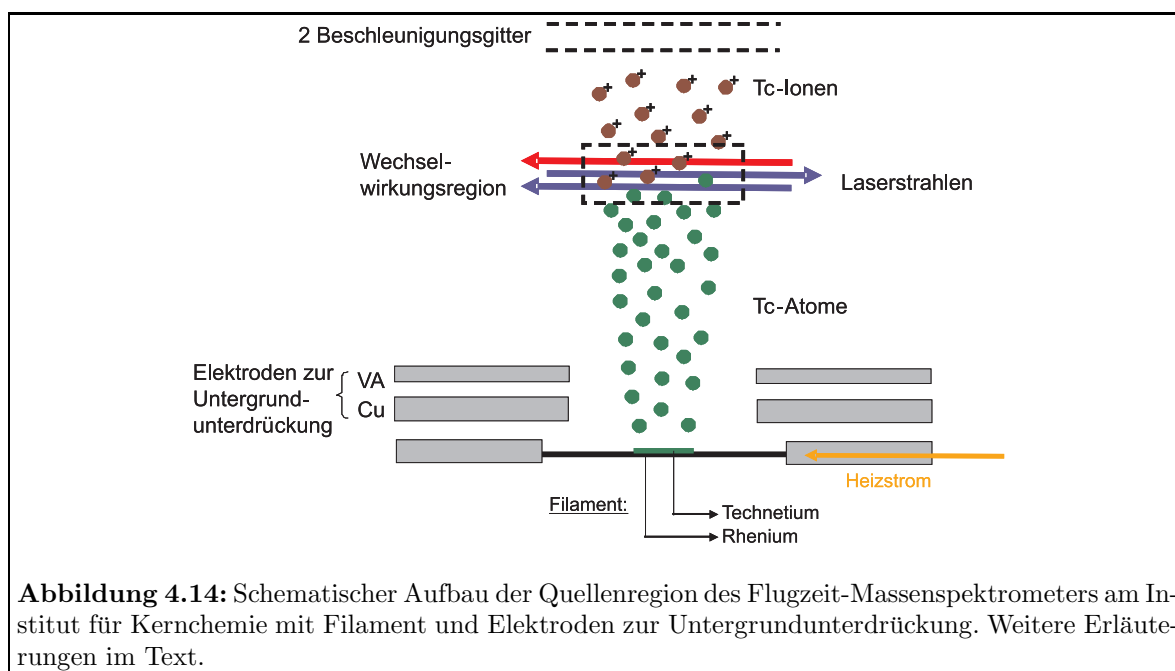 2 Beschleunigungsgitter
Tc-Ionen
Wechsel-
wirkungsregion
Laserstrahlen
Tc-Atome
Elektroden zur
Untergrund-
unterdrückung
VA
Cu
Heizstrom
Filament:
Technetium
Rhenium
Abbildung 4.14: Schematischer Aufbau der Quellenregion des Flugzeit-Massenspektrometers am In-
stitut für Kernchemie mit Filament und Elektroden zur Untergrundunterdrückung. Weitere Erläute-
rungen im Text.